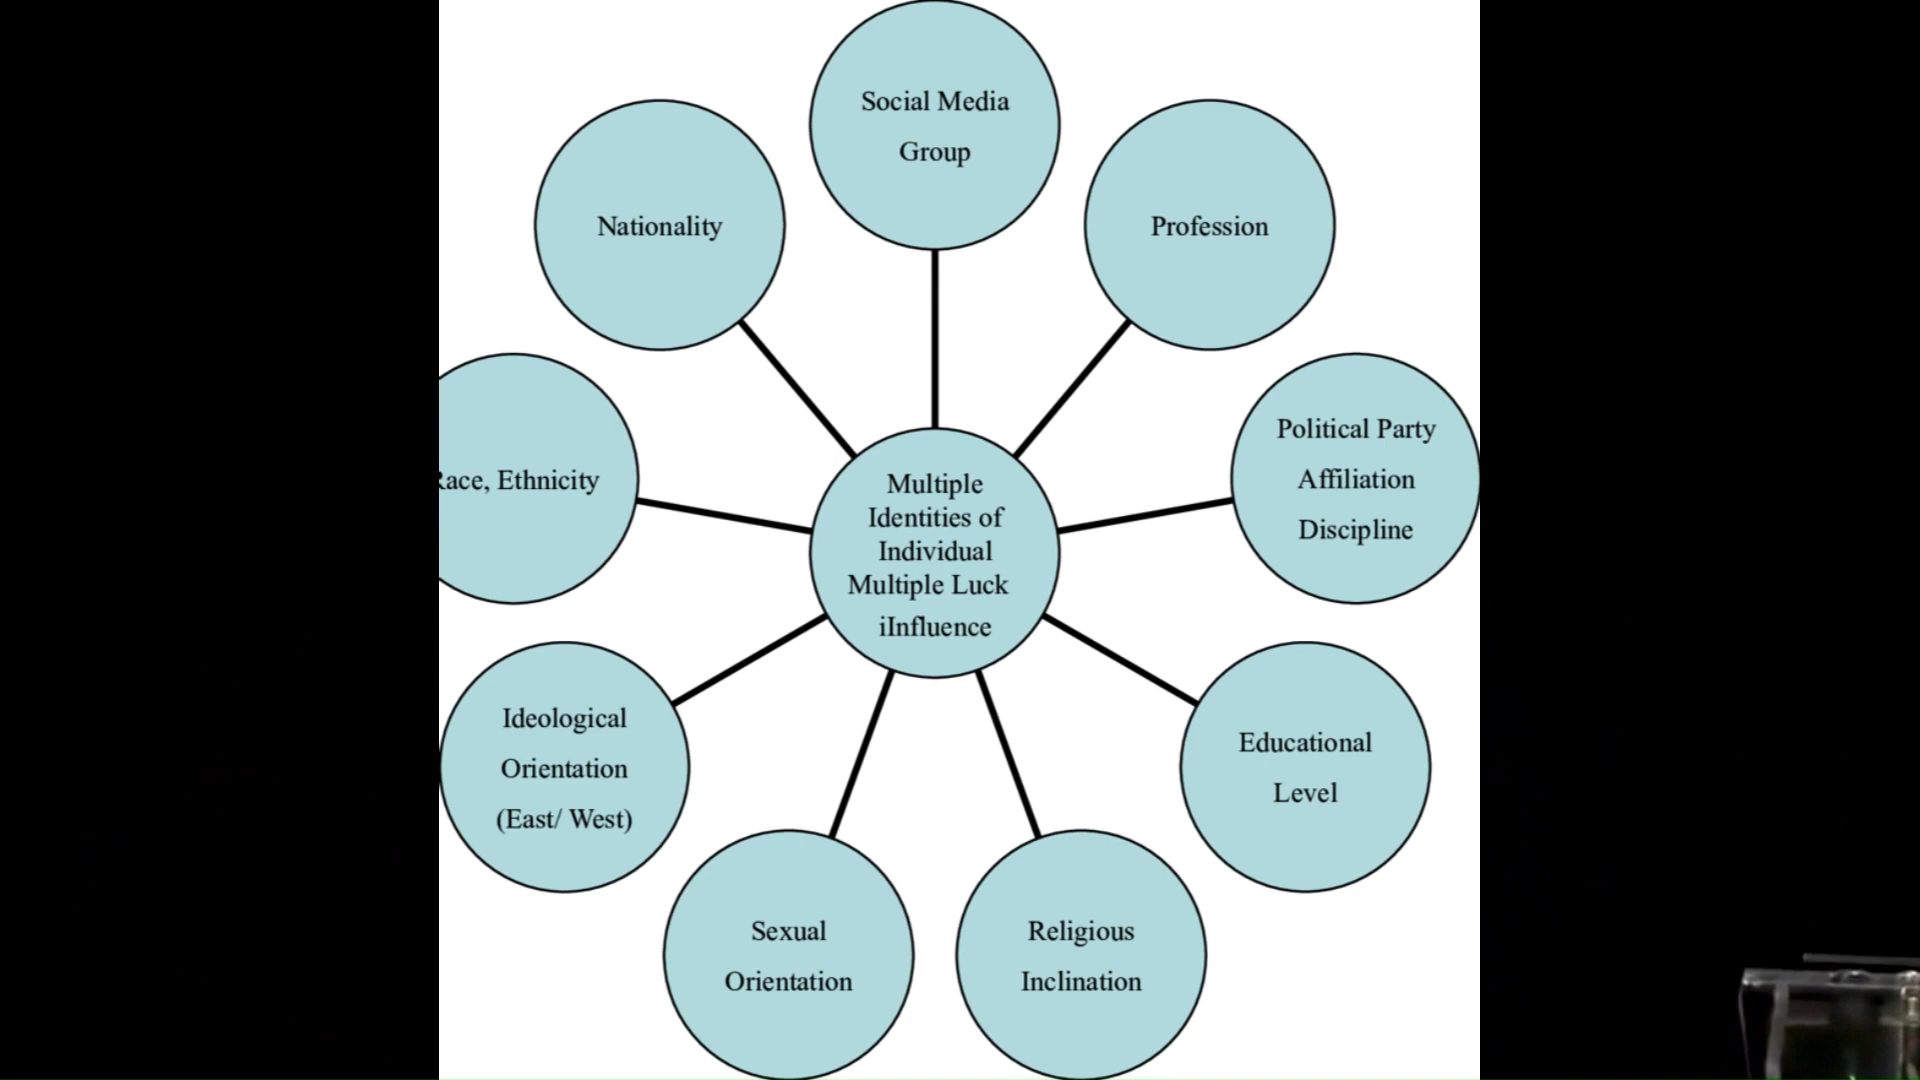 Social Media
Group
Nationality
Profession
Political Party
Affiliation
Discipline
Race, Ethnicity
Multiple
Identities of
Individual
Multiple Luck
iInfluence
Ideological
Orientation
(East/ West)
Educational
Level
Sexual
Orientation
Religious
Inclination